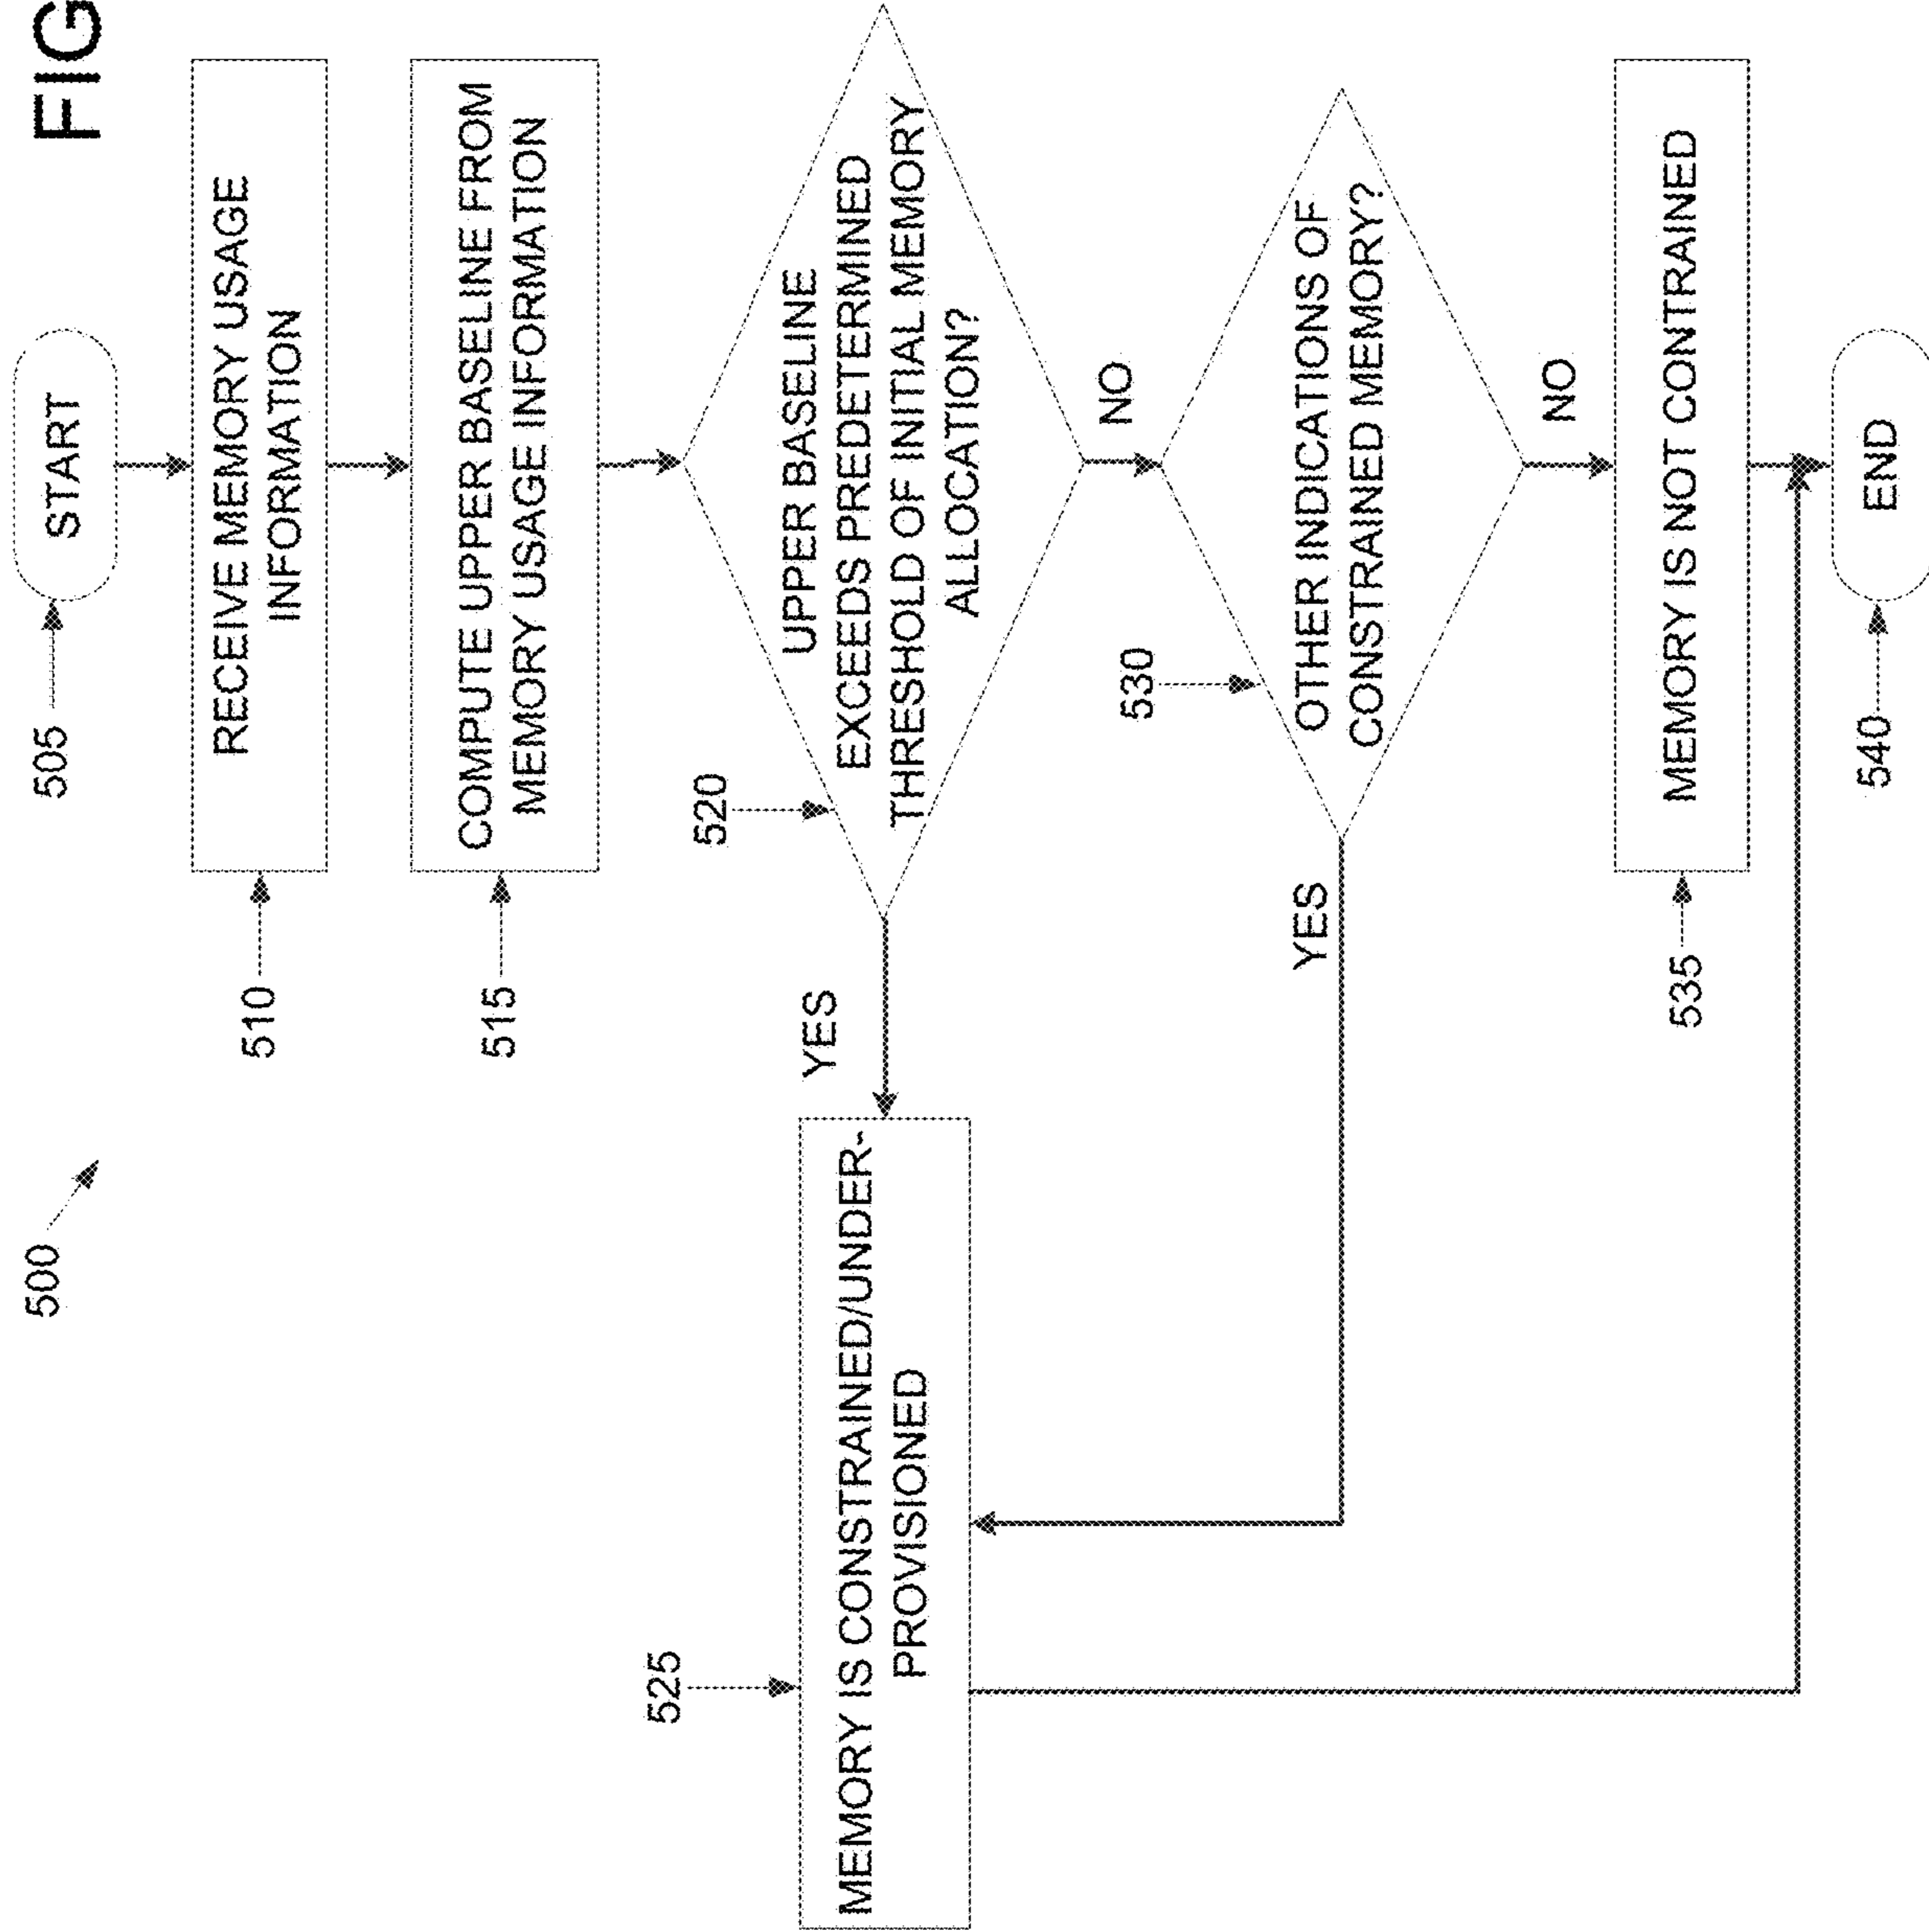 FIG
500
505
START
510
RECEIVE MEMORY USAGE
INFORMATION
515
COMPUTE UPPER BASELINE FROM
MEMORY USAGE INFORMATION
520
UPPER BASELINE
EXCEEDS PREDETERMINED
THRESHOLD OF INITIAL MEMORY
ALLOCATION?
YES
NO
525
MEMORY IS CONSTRAINED/UNDER-
PROVISIONED
530
OTHER INDICATIONS OF
CONSTRAINED MEMORY?
YES
NO
535
MEMORY IS NOT CONTRAINED
540
END